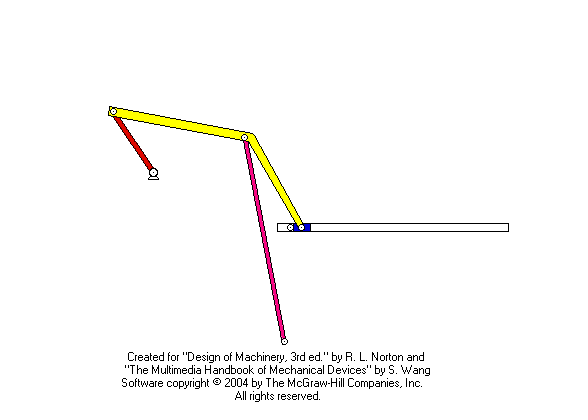 Created for "Design of Machinery, 3rd ed." by R. L. Norton and
"The Multimedia Handbook of Mechanical Devices" by S. Wang
Software copyright © 2004 by The McGraw-Hill Companies, Inc.
All rights reserved.